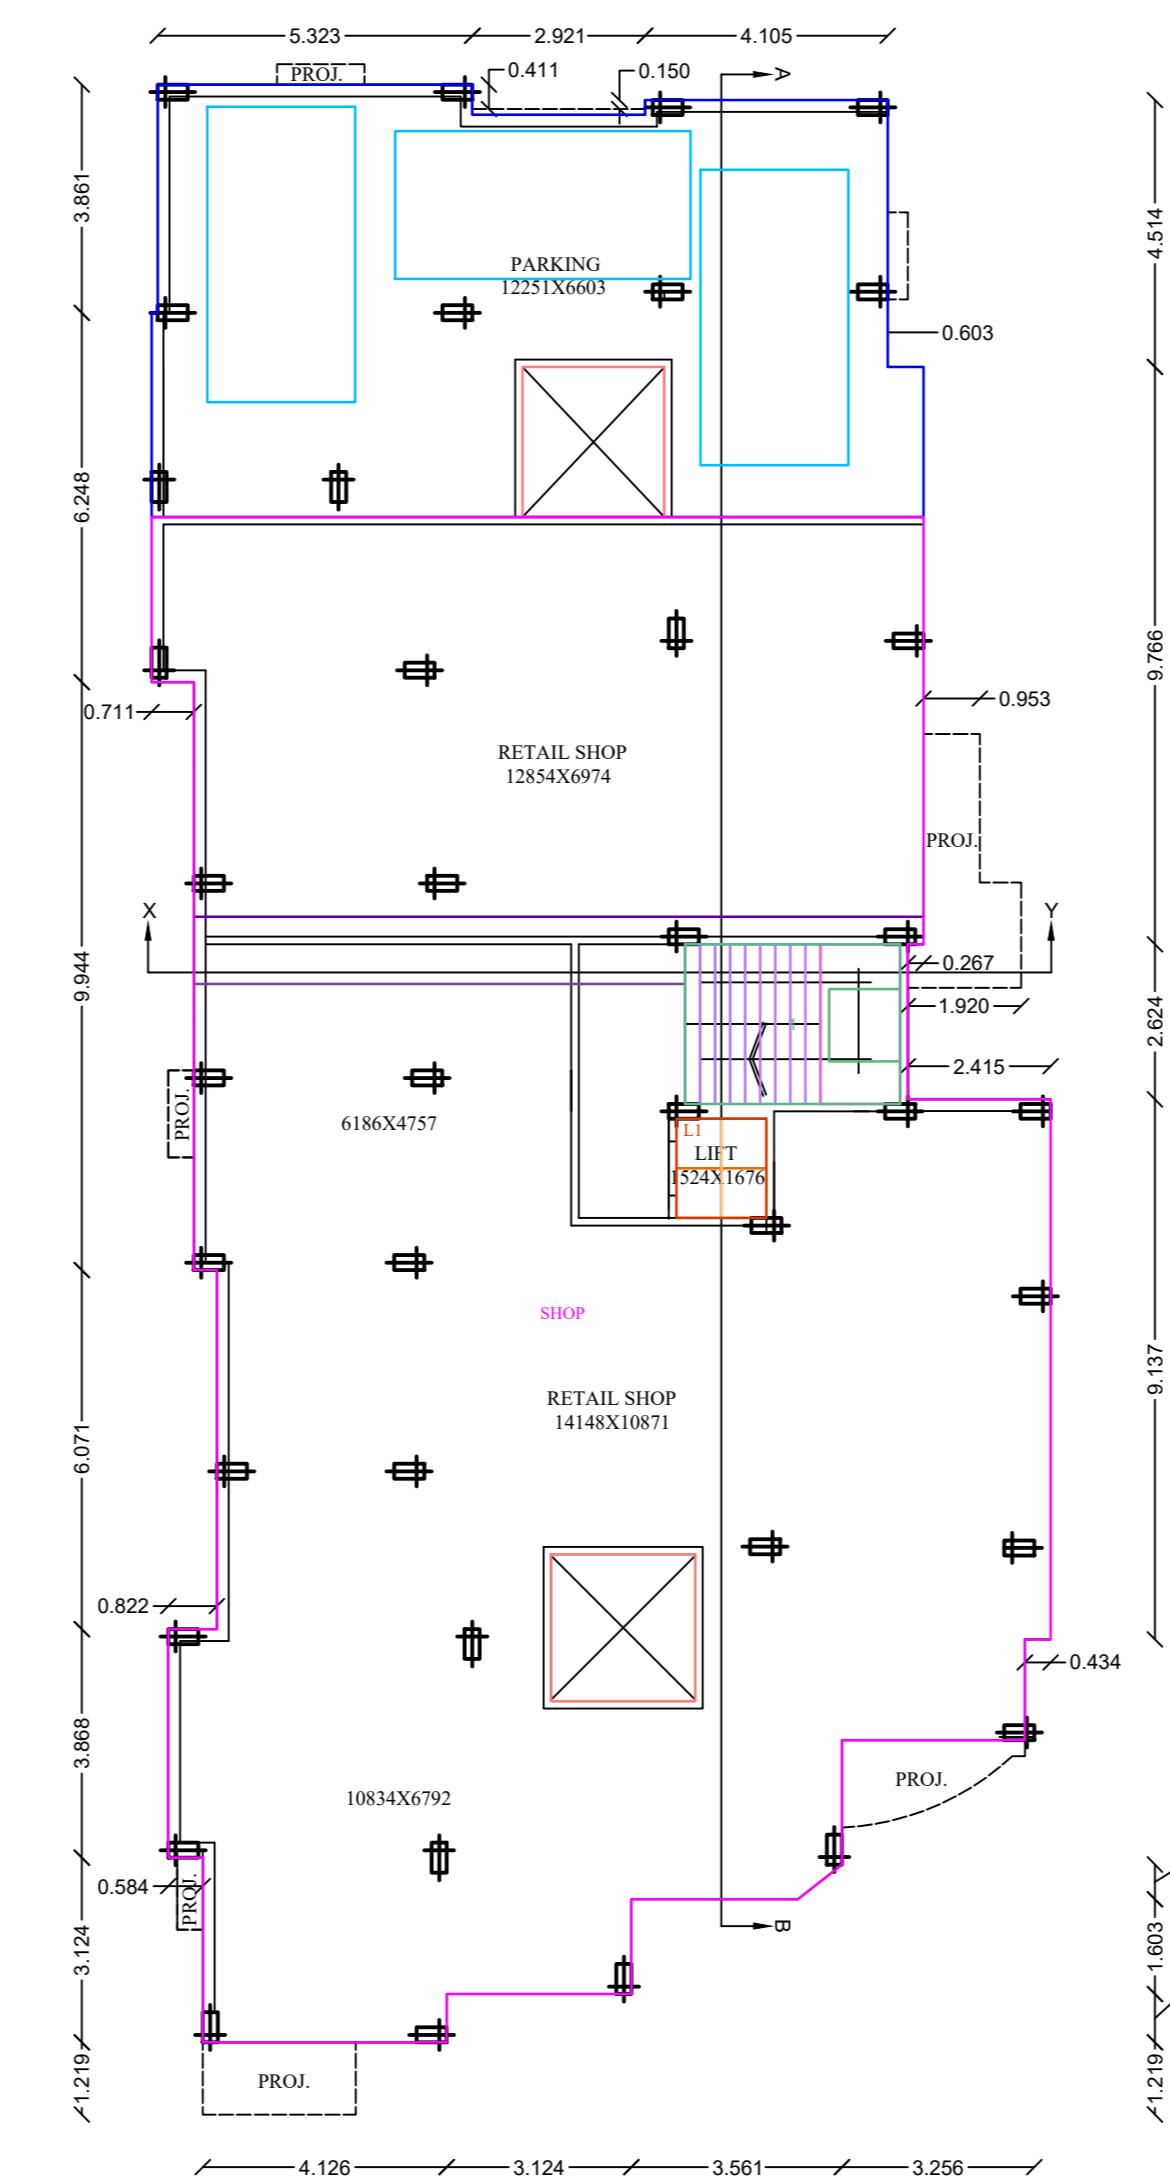 5.323
2.921
4.105
PROJ.
0.411
0.150
A
3.861
4.514
PARKING
12251X6603
0.603
6.248
9.766
0.711
0.953
RETAIL SHOP
12854X6974
PROJ.
X
Y
0.267
9.944
1.920
2.624
2.415
PROJ.
6186X4757
L1
LIFT
1524X1676
SHOP
9.137
RETAIL SHOP
14148X10871
6.071
0.822
0.434
3.868
PROJ.
10834X6792
0.584
PROJ.
B
3.124
1.603
1.219
PROJ.
1.219
4.126
3.124
3.561
3.256